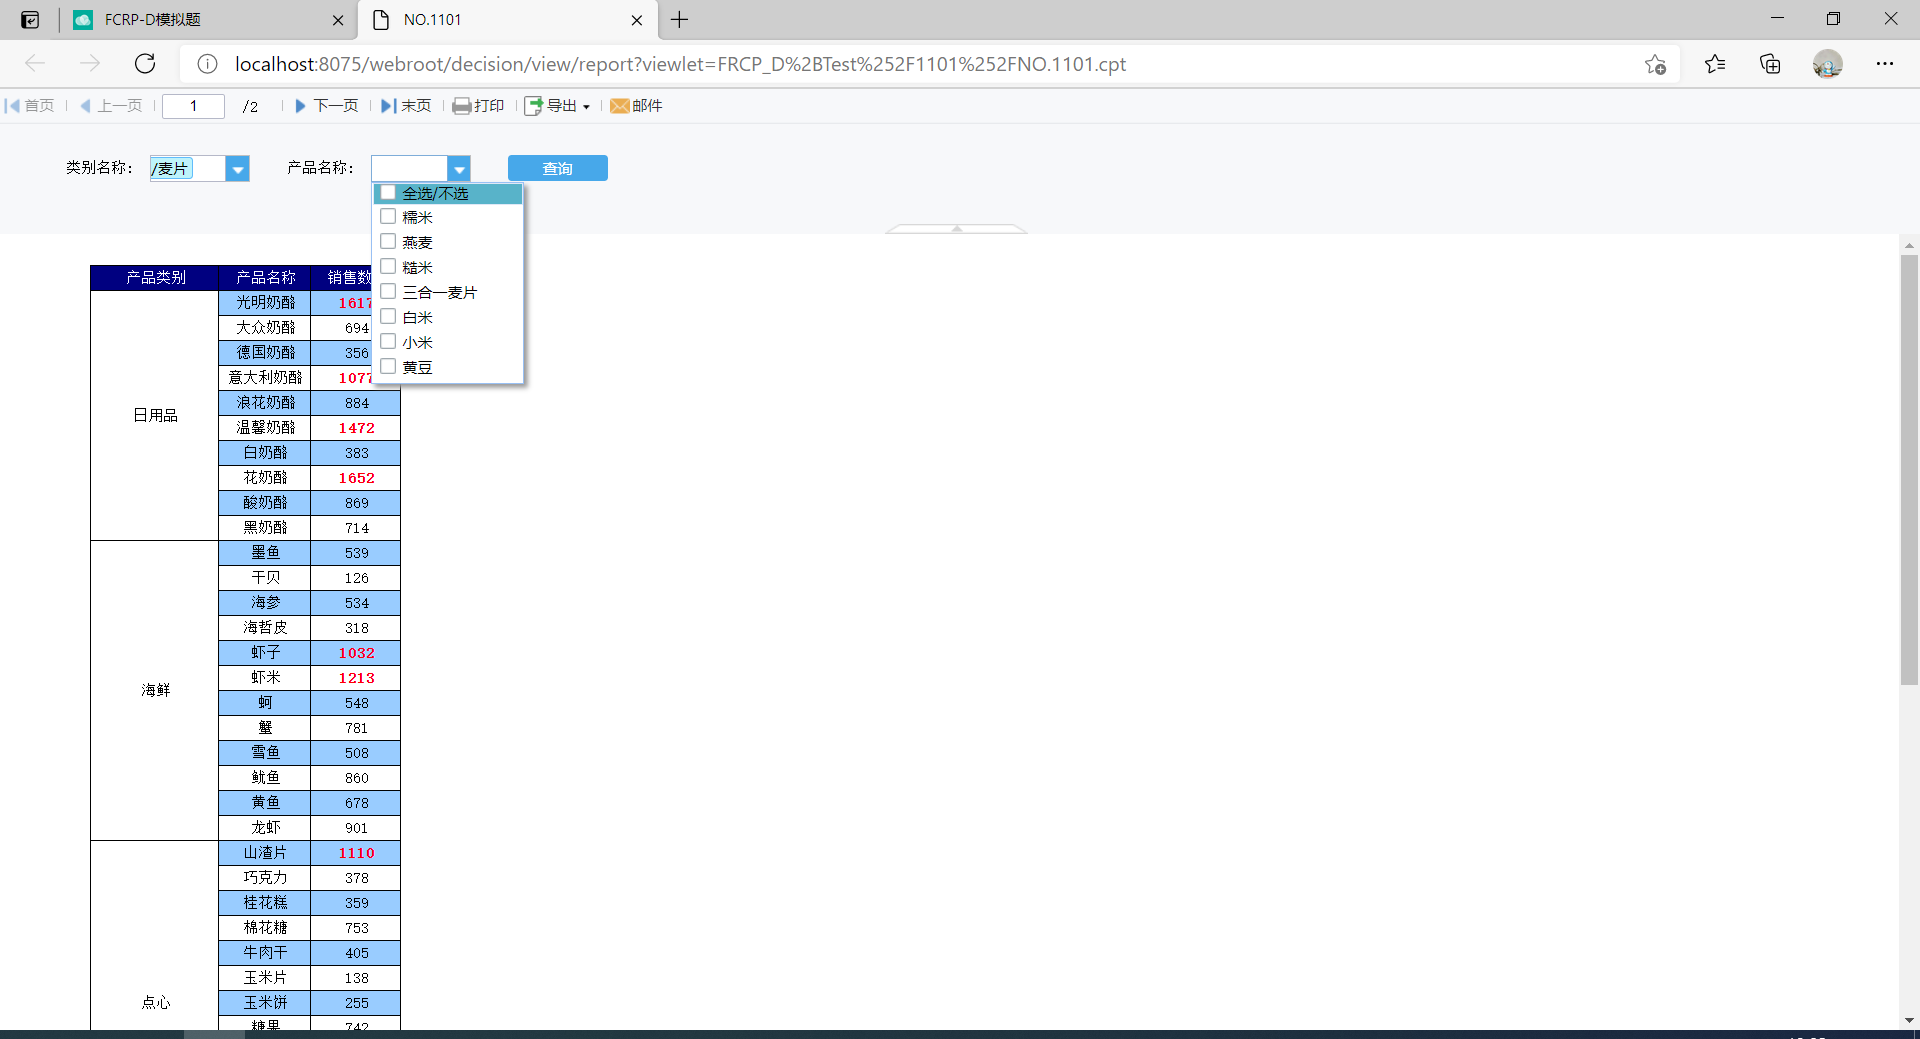 FCRP-D模拟题
NO.1101
localhost:8075/webroot/decision/view/report?viewlet=FRCP_D%2BTest%252F1101%252FNO.1101.cpt
首页 上一页 1 /2 下一页 末页 打印 导出 邮件
类别名称： /麦片 产品名称： 查询
全选/不选
糯米
燕麦
糙米
三合一麦片
白米
小米
黄豆
产品类别 产品名称 销售数
日用品
光明奶酪 1617
大众奶酪 694
德国奶酪 356
意大利奶酪 1077
浪花奶酪 884
温馨奶酪 1472
白奶酪 383
花奶酪 1652
酸奶酪 869
黑奶酪 714
海鲜
墨鱼 539
干贝 126
海参 534
海哲皮 318
虾子 1032
虾米 1213
蚵 548
蟹 781
雪鱼 508
鱿鱼 860
黄鱼 678
龙虾 901
点心
山渣片 1110
巧克力 378
桂花糕 359
棉花糖 753
牛肉干 405
玉米片 138
玉米饼 255
糖果 742